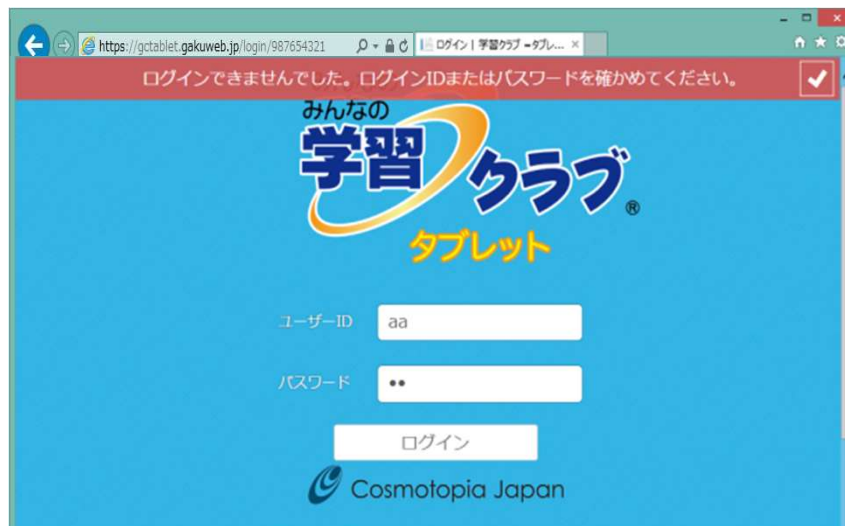 https://gctablet.gakuweb.jp/login/987654321
ログイン | 学習クラブ -タブレ...
ログインできませんでした。ログインIDまたはパスワードを確かめてください。
みんなの
学習クラブ®
タブレット
ユーザーID aa
パスワード ••
ログイン
Cosmotopia Japan